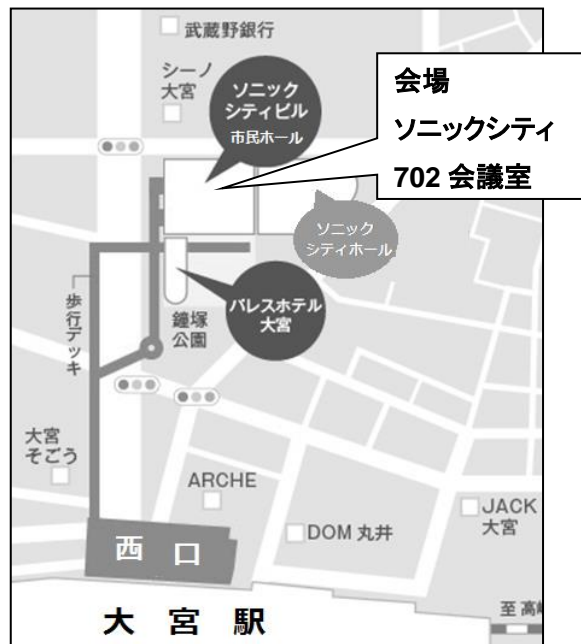 武蔵野銀行
シーノ
大宮
ソニック
シティビル
市民ホール
会場
ソニックシティ
702 会議室
ソニック
シティホール
パレスホテル
大宮
鐘塚
公園
歩行デッキ
大宮
そごう
ARCHE
JACK
大宮
DOM 丸井
西口
大宮駅
至 高